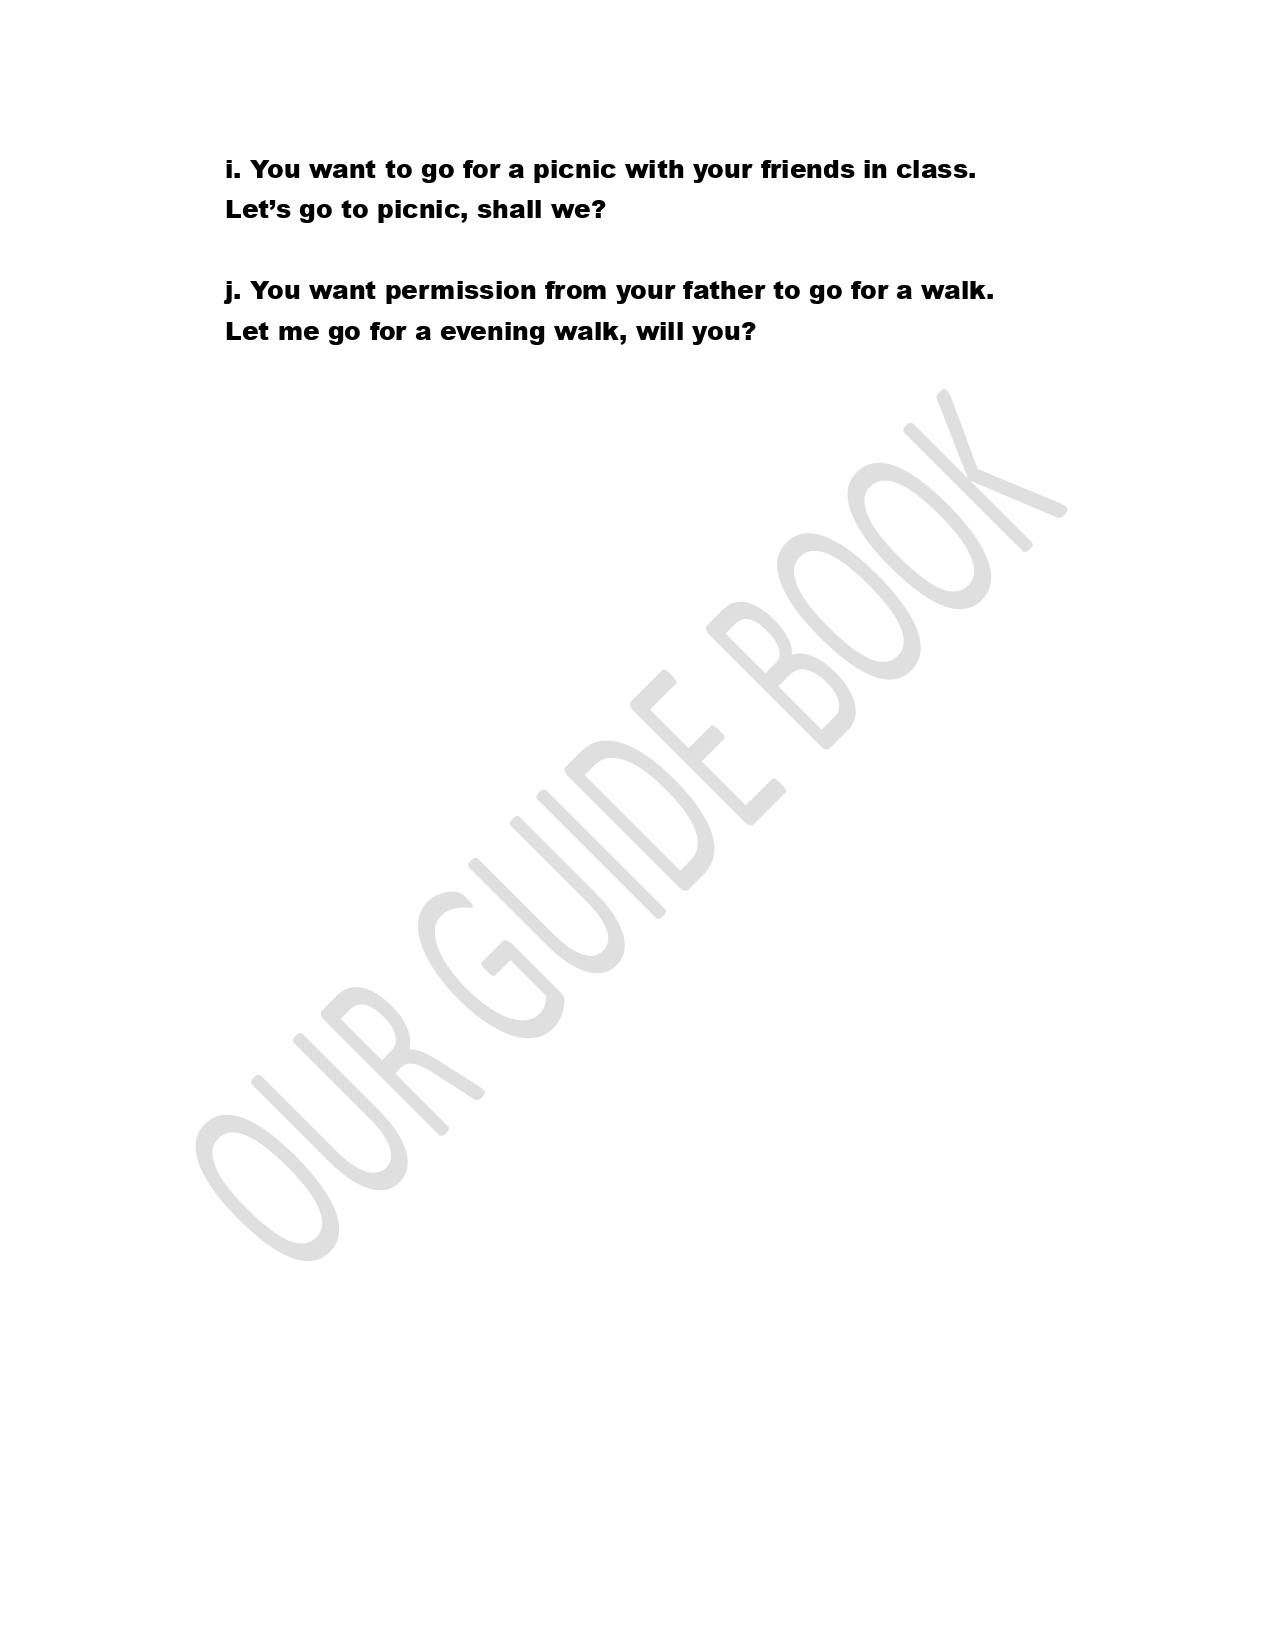 i. You want to go for a picnic with your friends in class.
Let’s go to picnic, shall we?
j. You want permission from your father to go for a walk.
Let me go for a evening walk, will you?
OUR GUIDE BOOK